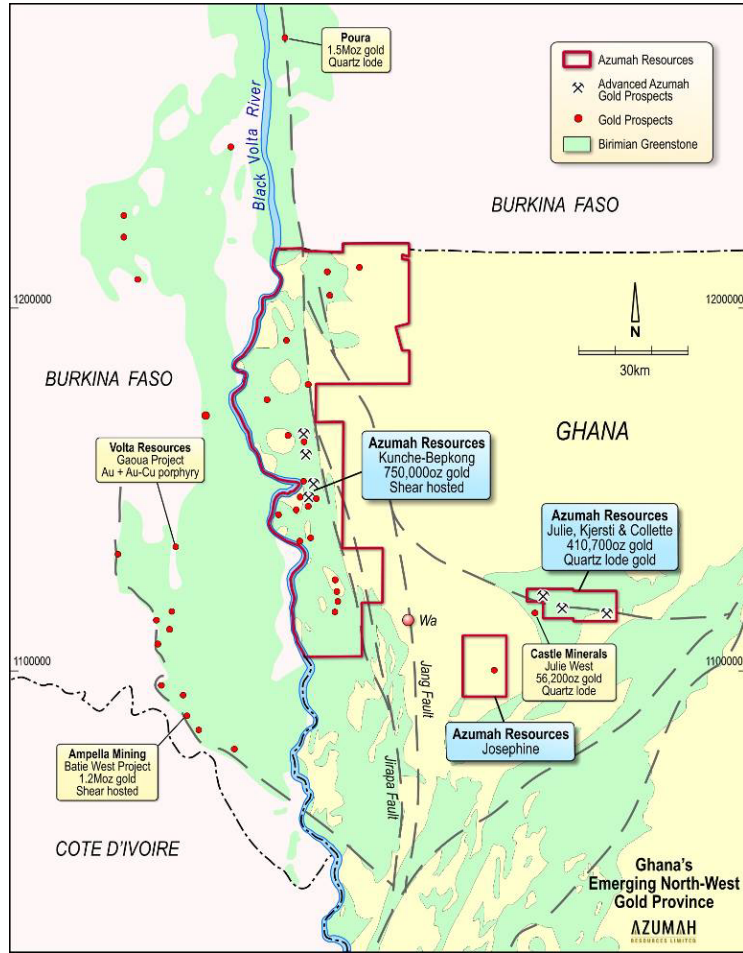 Poura
1.5Moz gold
Quartz lode
Azumah Resources
Advanced Azumah
Gold Prospects
Gold Prospects
Birimian Greenstone
Black Volta River
BURKINA FASO
1200000
1200000
N
30km
BURKINA FASO
GHANA
Volta Resources
Gaoua Project
Au + Au-Cu porphyry
Azumah Resources
Kunche-Bepkong
750,000oz gold
Shear hosted
Azumah Resources
Julie, Kjersti & Collette
410,700oz gold
Quartz lode gold
Wa
Castle Minerals
Julie West
56,200oz gold
Quartz lode
1100000
1100000
Jang Fault
Azumah Resources
Josephine
Ampella Mining
Batie West Project
1.2Moz gold
Shear hosted
Jirapa Fault
COTE D'IVOIRE
Ghana's
Emerging North-West
Gold Province
AZUMAH
RESOURCES LIMITED